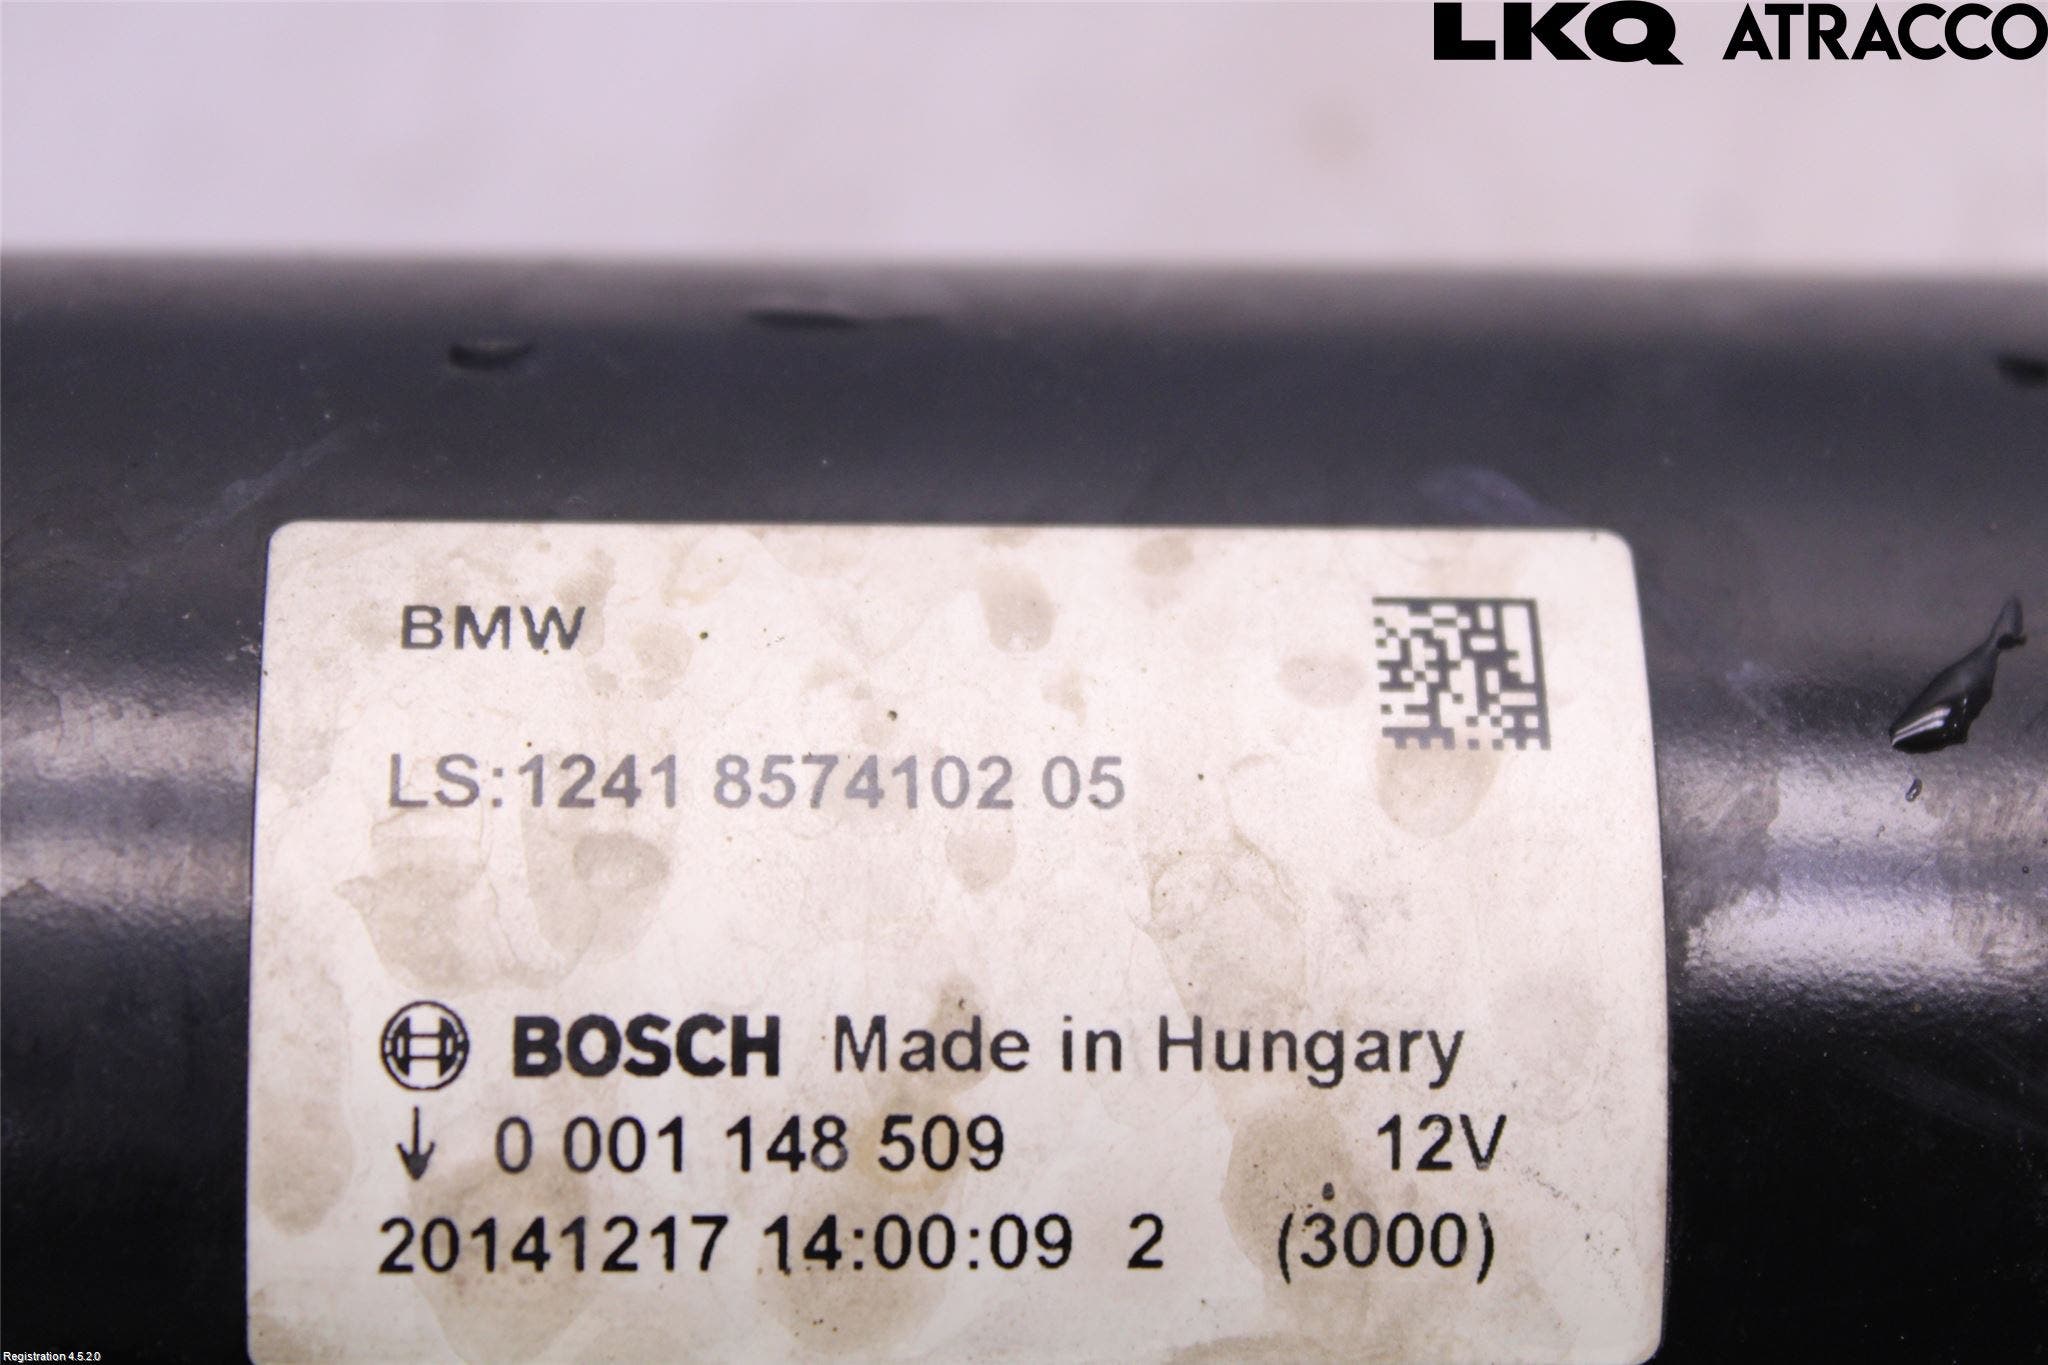 LKQ ATRACCO
BMW
LS:1241 8574102 05
BOSCH Made in Hungary
↓ 0 001 148 509 12V
20141217 14:00:09 2 (3000)
Registration 4.5.2.0